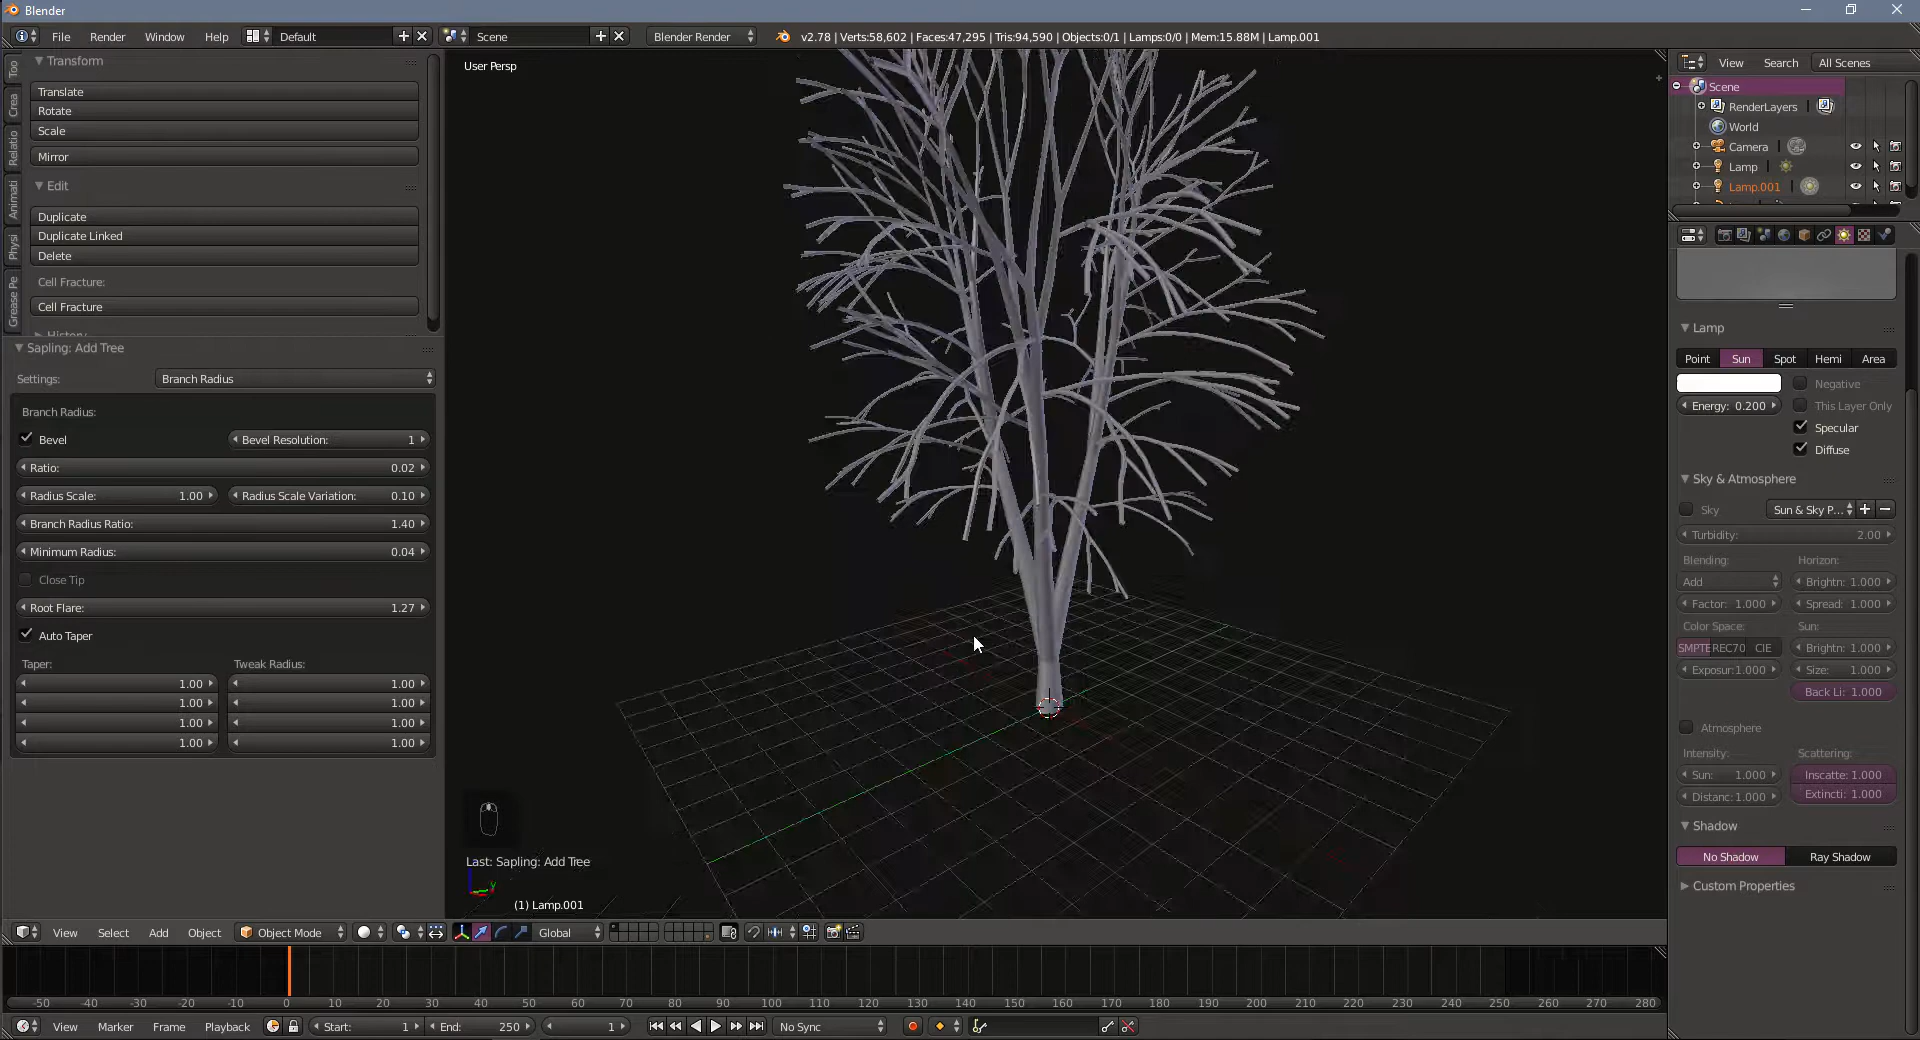 Blender
File Render Window Help Default Scene Blender Render v2.78 | Verts:58,602 | Faces:47,295 | Tris:94,590 | Objects:0/1 | Lamps:0/0 | Mem:15.88M | Lamp.001
Too
Crea
Relatio
Animati
Physi
Grease Pe
Transform
Translate
Rotate
Scale
Mirror
Edit
Duplicate
Duplicate Linked
Delete
Cell Fracture:
Cell Fracture
Sapling: Add Tree
Settings: Branch Radius
Branch Radius:
Bevel Bevel Resolution: 1
Ratio: 0.02
Radius Scale: 1.00 Radius Scale Variation: 0.10
Branch Radius Ratio: 1.40
Minimum Radius: 0.04
Close Tip
Root Flare: 1.27
Auto Taper
Taper: Tweak Radius:
1.00 1.00
1.00 1.00
1.00 1.00
1.00 1.00
User Persp
Last: Sapling: Add Tree
(1) Lamp.001
View Search All Scenes
Scene
RenderLayers
World
Camera
Lamp
Lamp.001
Lamp
Point Sun Spot Hemi Area
Negative
Energy: 0.200 This Layer Only
Specular
Diffuse
Sky & Atmosphere
Sky Sun & Sky P...
Turbidity: 2.00
Blending: Horizon:
Add Brightn: 1.000
Factor: 1.000 Spread: 1.000
Color Space: Sun:
SMPTE REC70 CIE Brightn: 1.000
Exposur:1.000 Size: 1.000
Back Li: 1.000
Atmosphere
Intensity: Scattering:
Sun: 1.000 Inscatte: 1.000
Distanc:1.000 Extincti: 1.000
Shadow
No Shadow Ray Shadow
Custom Properties
View Select Add Object Object Mode Global
-50 -40 -30 -20 -10 0 10 20 30 40 50 60 70 80 90 100 110 120 130 140 150 160 170 180 190 200 210 220 230 240 250 260 270 280
View Marker Frame Playback Start: 1 End: 250 1 No Sync